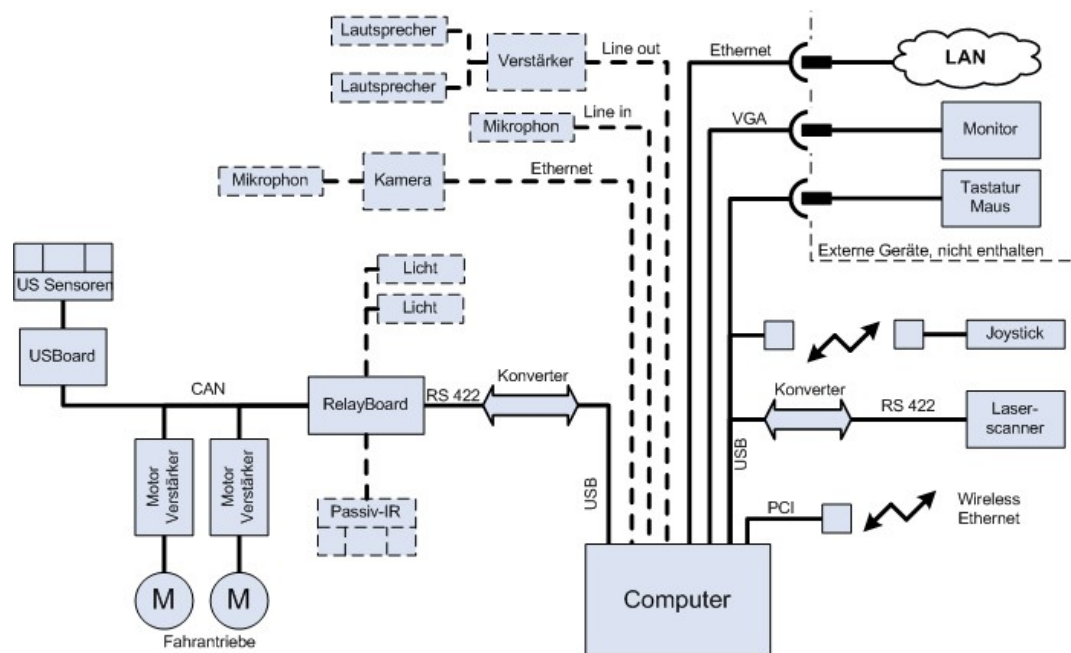 Lautsprecher
Lautsprecher
Verstärker
Line out
Ethernet
LAN
Line in
Mikrophon
VGA
Monitor
Mikrophon
Kamera
Ethernet
Tastatur
Maus
Externe Geräte, nicht enthalten
US Sensoren
Licht
Licht
USBoard
CAN
RelayBoard
RS 422
Konverter
Joystick
Konverter
RS 422
Laser-
scanner
Motor
Verstärker
Motor
Verstärker
USB
USB
Passiv-IR
PCI
Wireless
Ethernet
M
M
Fahrantriebe
Computer